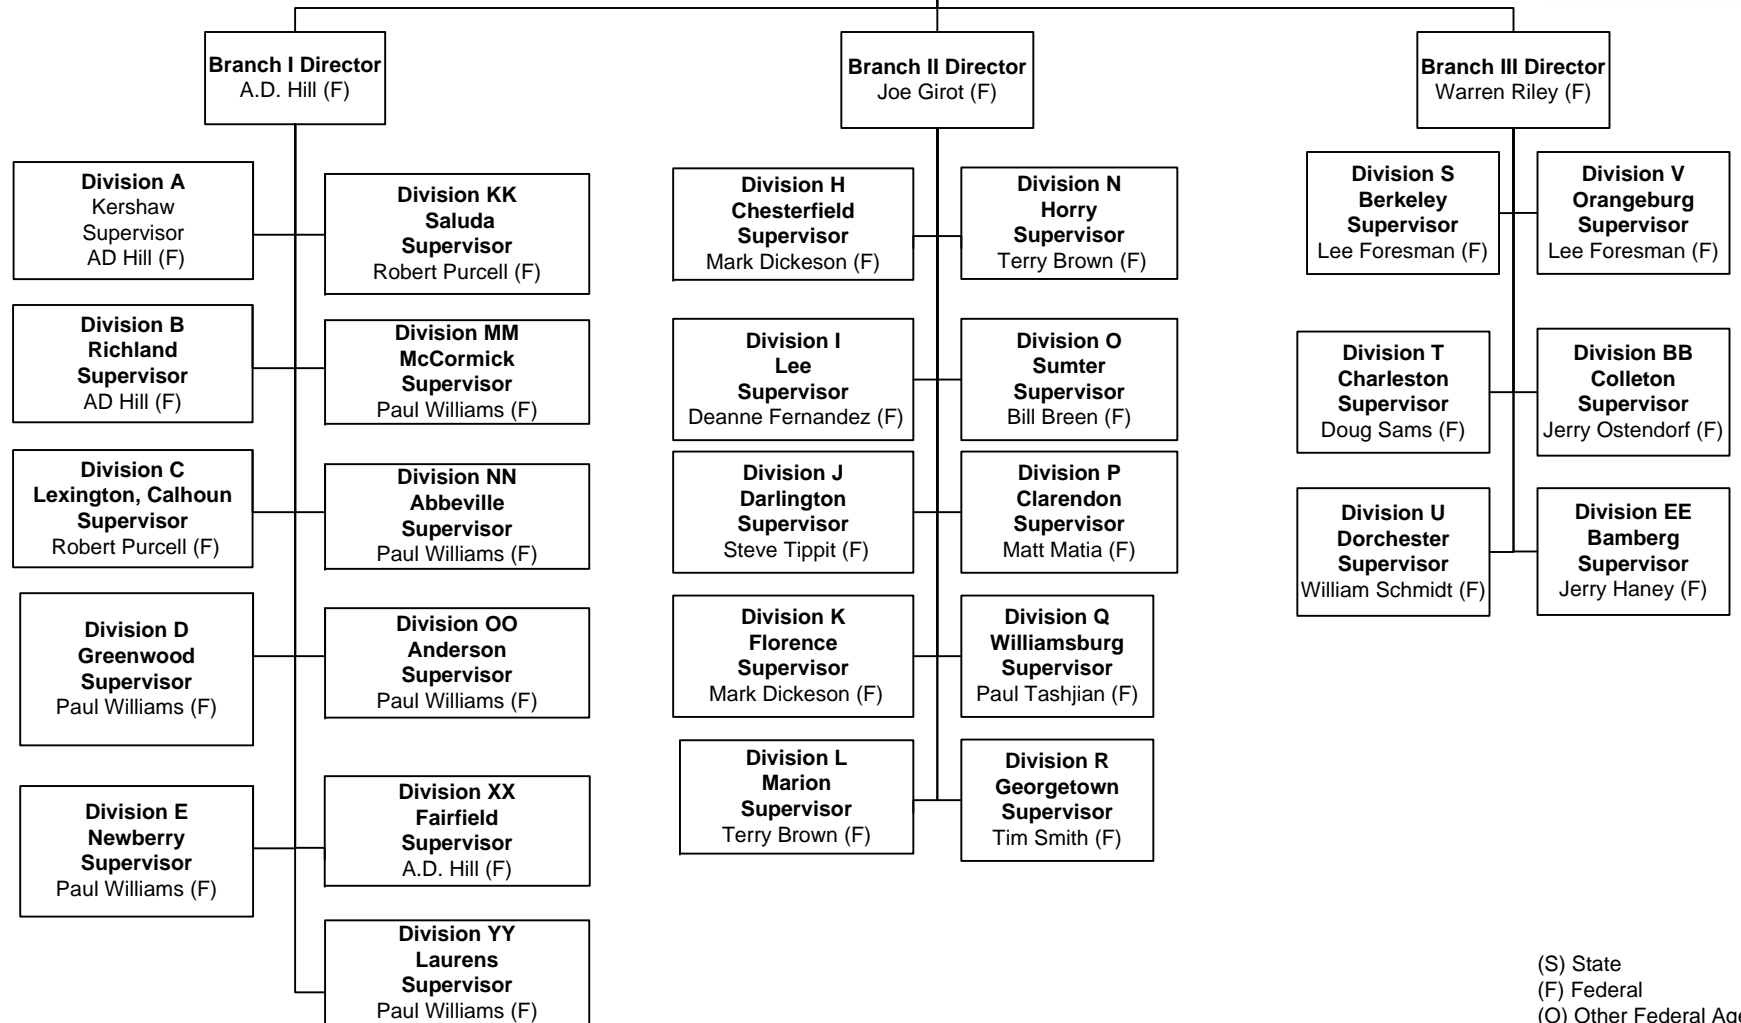 Branch I Director
A.D. Hill (F)
Division A
Kershaw
Supervisor
AD Hill (F)
Division KK
Saluda
Supervisor
Robert Purcell (F)
Division B
Richland
Supervisor
AD Hill (F)
Division MM
McCormick
Supervisor
Paul Williams (F)
Division C
Lexington, Calhoun
Supervisor
Robert Purcell (F)
Division NN
Abbeville
Supervisor
Paul Williams (F)
Division D
Greenwood
Supervisor
Paul Williams (F)
Division OO
Anderson
Supervisor
Paul Williams (F)
Division E
Newberry
Supervisor
Paul Williams (F)
Division XX
Fairfield
Supervisor
A.D. Hill (F)
Division YY
Laurens
Supervisor
Paul Williams (F)
Branch II Director
Joe Girot (F)
Division H
Chesterfield
Supervisor
Mark Dickeson (F)
Division N
Horry
Supervisor
Terry Brown (F)
Division I
Lee
Supervisor
Deanne Fernandez (F)
Division O
Sumter
Supervisor
Bill Breen (F)
Division J
Darlington
Supervisor
Steve Tippit (F)
Division P
Clarendon
Supervisor
Matt Matia (F)
Division K
Florence
Supervisor
Mark Dickeson (F)
Division Q
Williamsburg
Supervisor
Paul Tashjian (F)
Division L
Marion
Supervisor
Terry Brown (F)
Division R
Georgetown
Supervisor
Tim Smith (F)
Branch III Director
Warren Riley (F)
Division S
Berkeley
Supervisor
Lee Foresman (F)
Division V
Orangeburg
Supervisor
Lee Foresman (F)
Division T
Charleston
Supervisor
Doug Sams (F)
Division BB
Colleton
Supervisor
Jerry Ostendorf (F)
Division U
Dorchester
Supervisor
William Schmidt (F)
Division EE
Bamberg
Supervisor
Jerry Haney (F)
(S) State
(F) Federal
(O) Other Federal Age